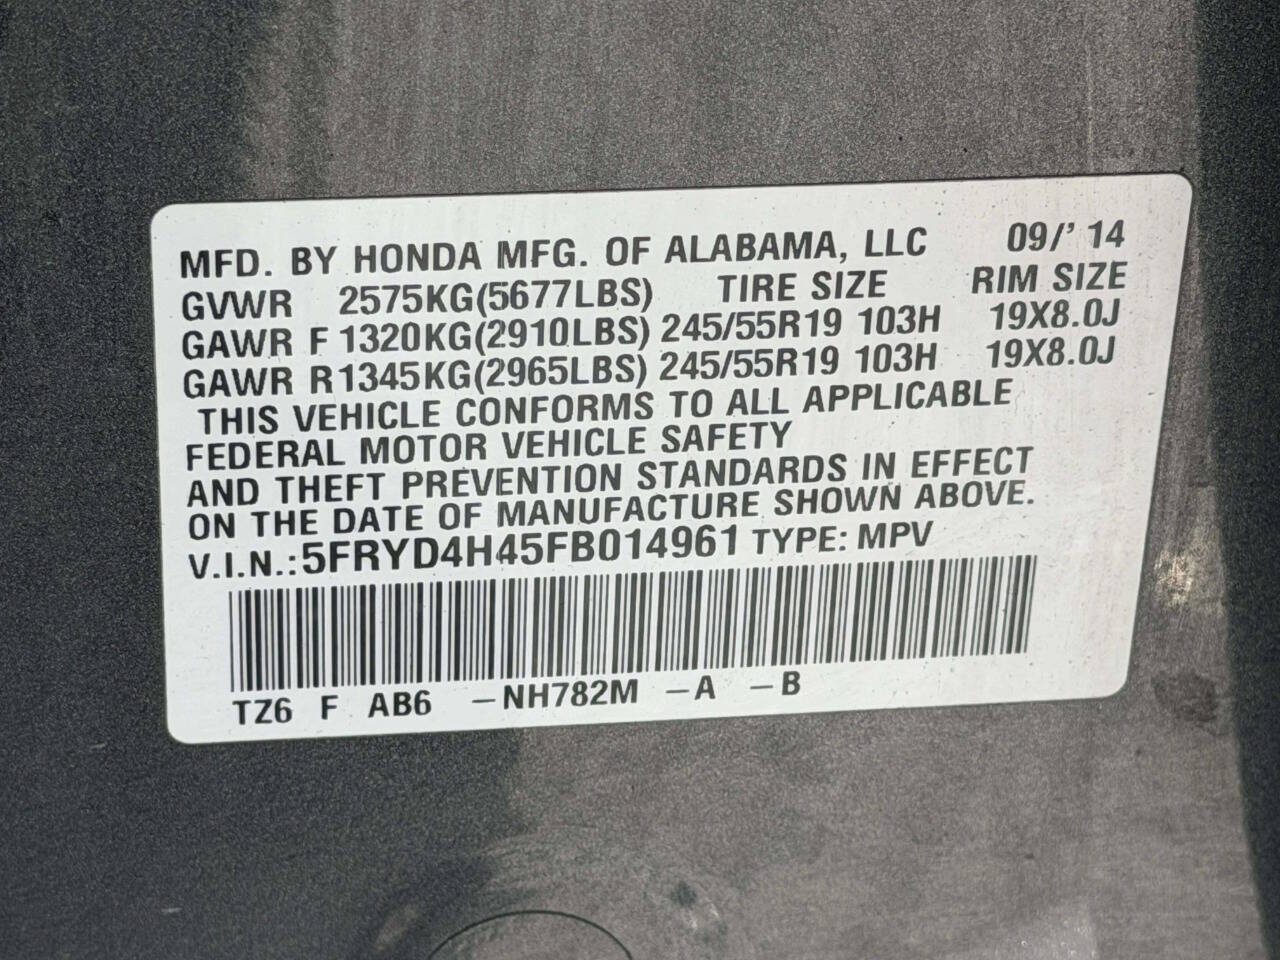 MFD. BY HONDA MFG. OF ALABAMA, LLC 09/' 14
GVWR 2575KG(5677LBS) TIRE SIZE RIM SIZE
GAWR F 1320KG(2910LBS) 245/55R19 103H 19X8.0J
GAWR R 1345KG(2965LBS) 245/55R19 103H 19X8.0J
THIS VEHICLE CONFORMS TO ALL APPLICABLE
FEDERAL MOTOR VEHICLE SAFETY
AND THEFT PREVENTION STANDARDS IN EFFECT
ON THE DATE OF MANUFACTURE SHOWN ABOVE.
V.I.N.: 5FRYD4H45FB014961 TYPE: MPV
TZ6 F AB6 –NH782M –A –B